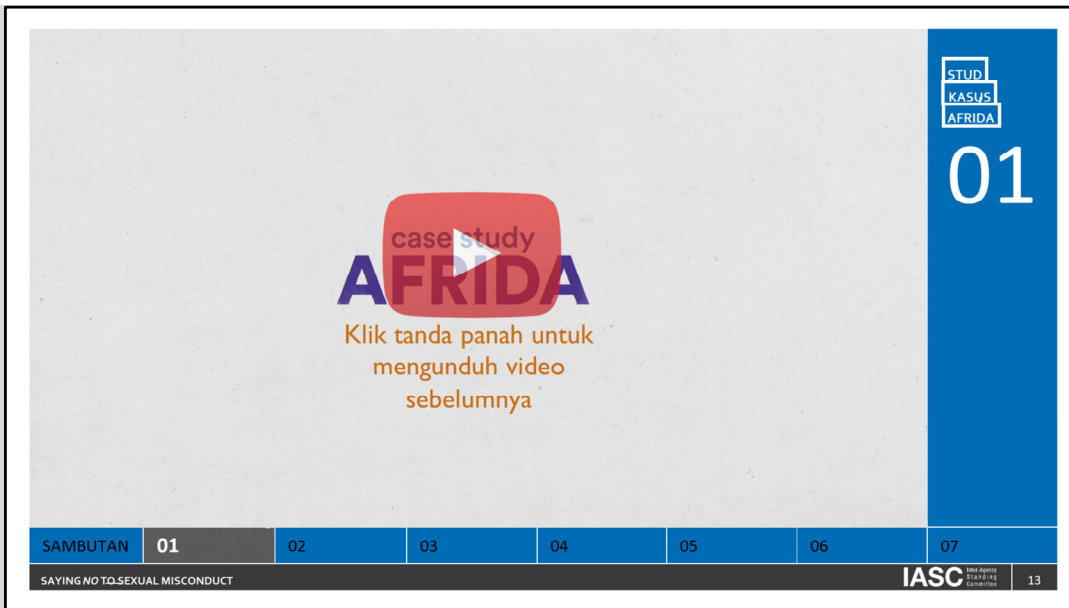 STUD
KASUS
AFRIDA
01
case study
AFRIDA
Klik tanda panah untuk
mengunduh video
sebelumnya
SAMBUTAN 01 02 03 04 05 06 07
SAYING NO TO SEXUAL MISCONDUCT
IASC Inter-Agency
Standing
Committee
13